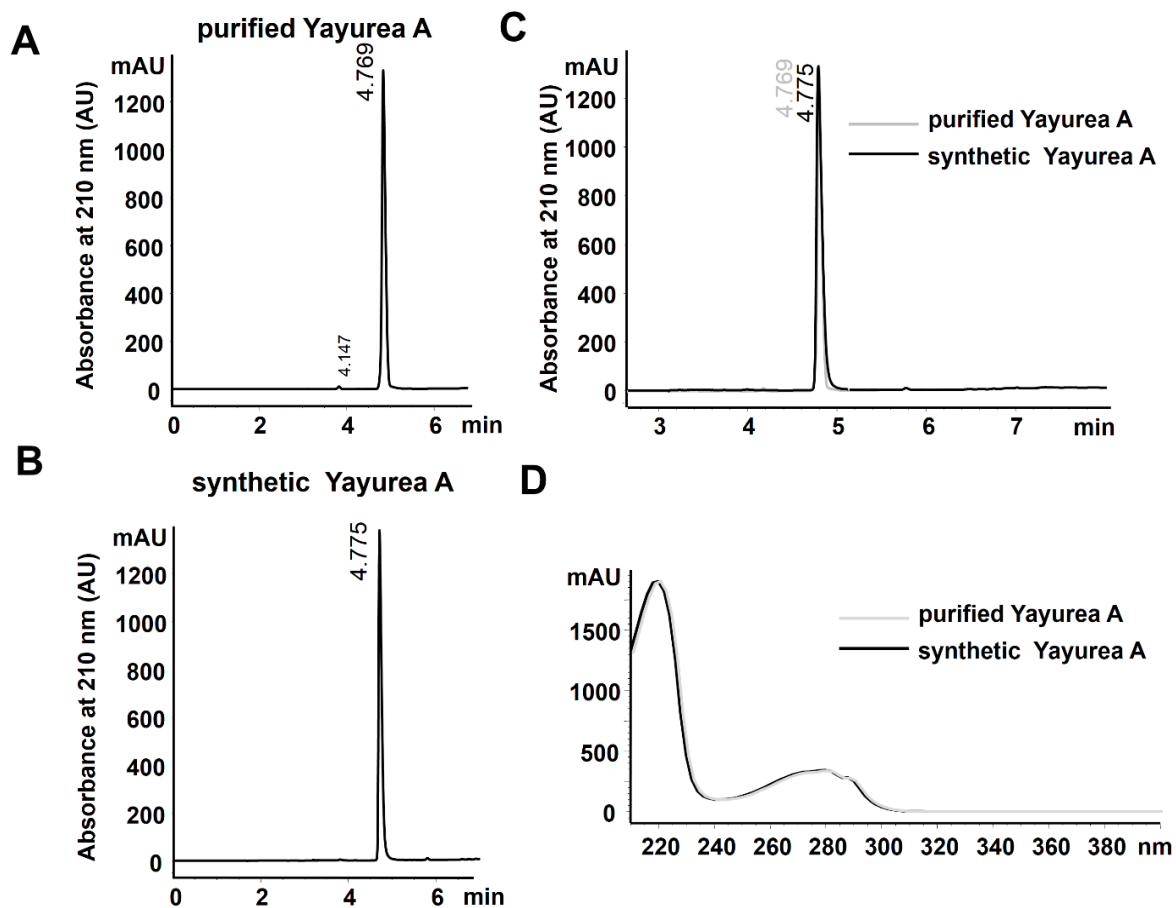 A
purified Yayurea A
mAU
Absorbance at 210 nm (AU)
1200
1000
800
600
400
200
0
4.147
4.769
0 2 4 6 min
B
synthetic Yayurea A
mAU
Absorbance at 210 nm (AU)
1200
1000
800
600
400
200
0
4.775
0 2 4 6 min
C
mAU
Absorbance at 210 nm (AU)
1200
1000
800
600
400
200
0
4.769
4.775
purified Yayurea A
synthetic Yayurea A
3 4 5 6 7 min
D
mAU
1500
1000
500
0
purified Yayurea A
synthetic Yayurea A
220 240 260 280 300 320 340 360 380 nm